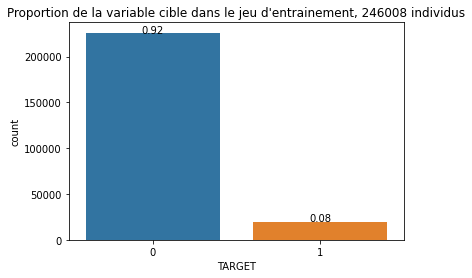 Proportion de la variable cible dans le jeu d'entrainement, 246008 individus
0.92
200000
150000
count
100000
50000
0.08
0
0 1
TARGET